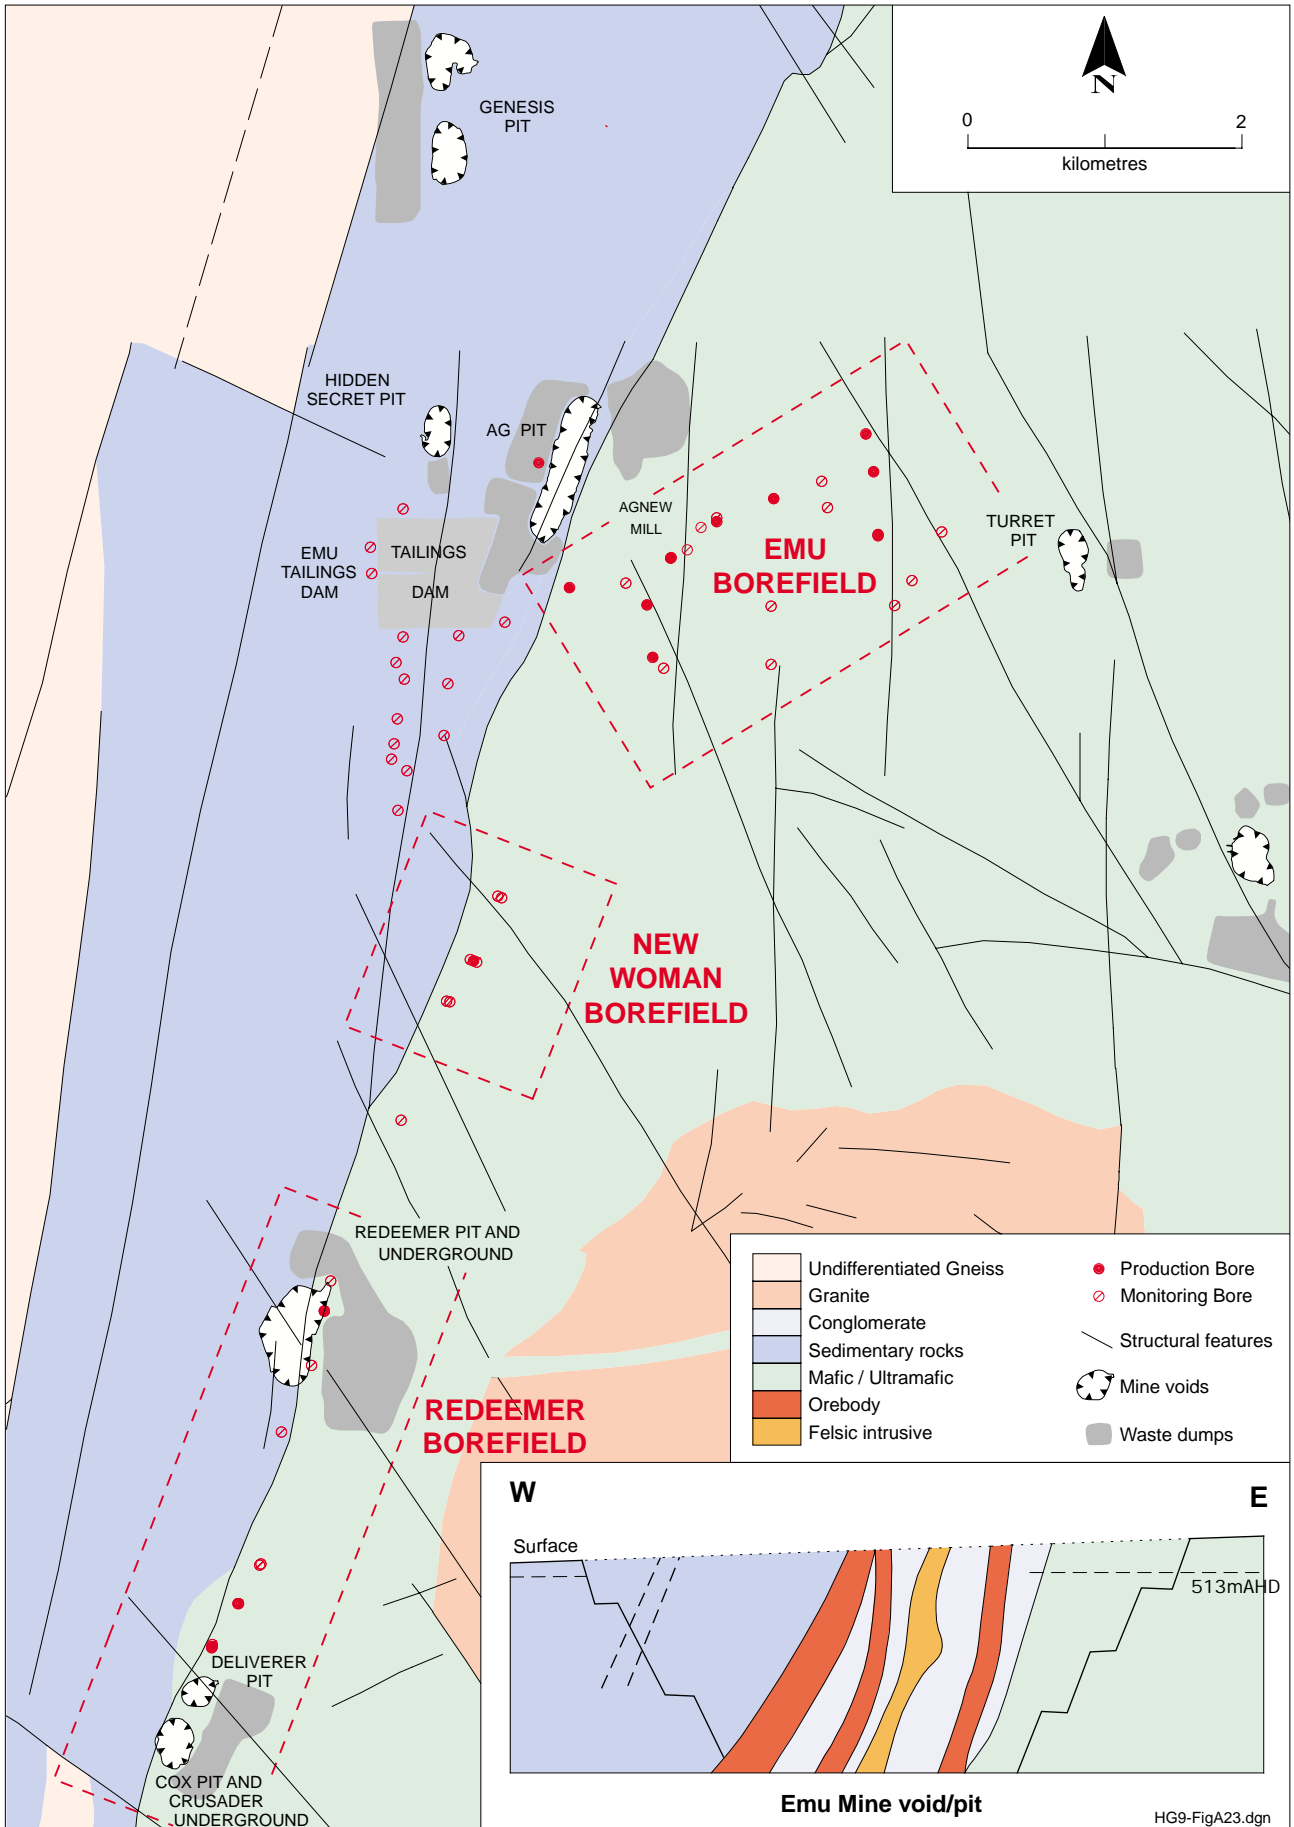 N
0 2
kilometres
GENESIS
PIT
HIDDEN
SECRET PIT
AG PIT
AGNEW
MILL
EMU
BOREFIELD
TURRET
PIT
EMU
TAILINGS
DAM
TAILINGS
DAM
NEW
WOMAN
BOREFIELD
REDEEMER PIT AND
UNDERGROUND
REDEEMER
BOREFIELD
DELIVERER
PIT
COX PIT AND
CRUSADER
UNDERGROUND
Undifferentiated Gneiss
Granite
Conglomerate
Sedimentary rocks
Mafic / Ultramafic
Orebody
Felsic intrusive
Production Bore
Monitoring Bore
Structural features
Mine voids
Waste dumps
W E
Surface
513mAHD
Emu Mine void/pit
HG9-FigA23.dgn